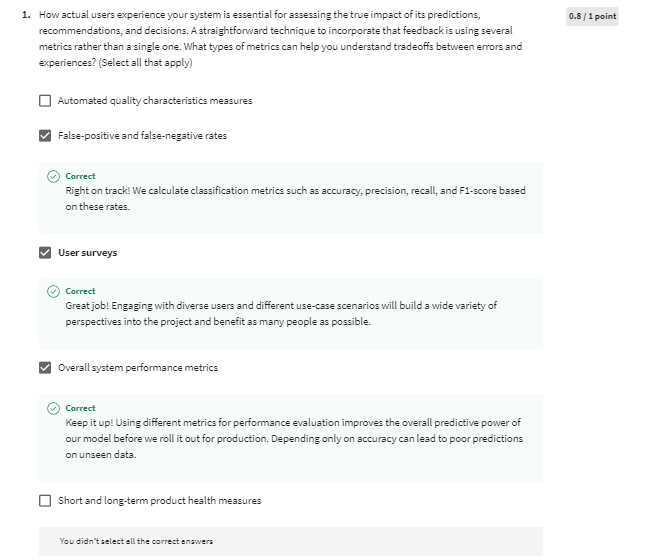 1. How actual users experience your system is essential for assessing the true impact of its predictions,
0.8 / 1 point
recommendations, and decisions. A straightforward technique to incorporate that feedback is using several
metrics rather than a single one. What types of metrics can help you understand tradeoffs between errors and
experiences? (Select all that apply)
Automated quality characteristics measures
False-positive and false-negative rates
Correct
Right on track! We calculate classification metrics such as accuracy, precision, recall, and F1-score based
on these rates.
User surveys
Correct
Great job! Engaging with diverse users and different use-case scenarios will build a wide variety of
perspectives into the project and benefit as many people as possible.
Overall system performance metrics
Correct
Keep it up! Using different metrics for performance evaluation improves the overall predictive power of
our model before we roll it out for production. Depending only on accuracy can lead to poor predictions
on unseen data.
Short and long-term product health measures
You didn't select all the correct answers